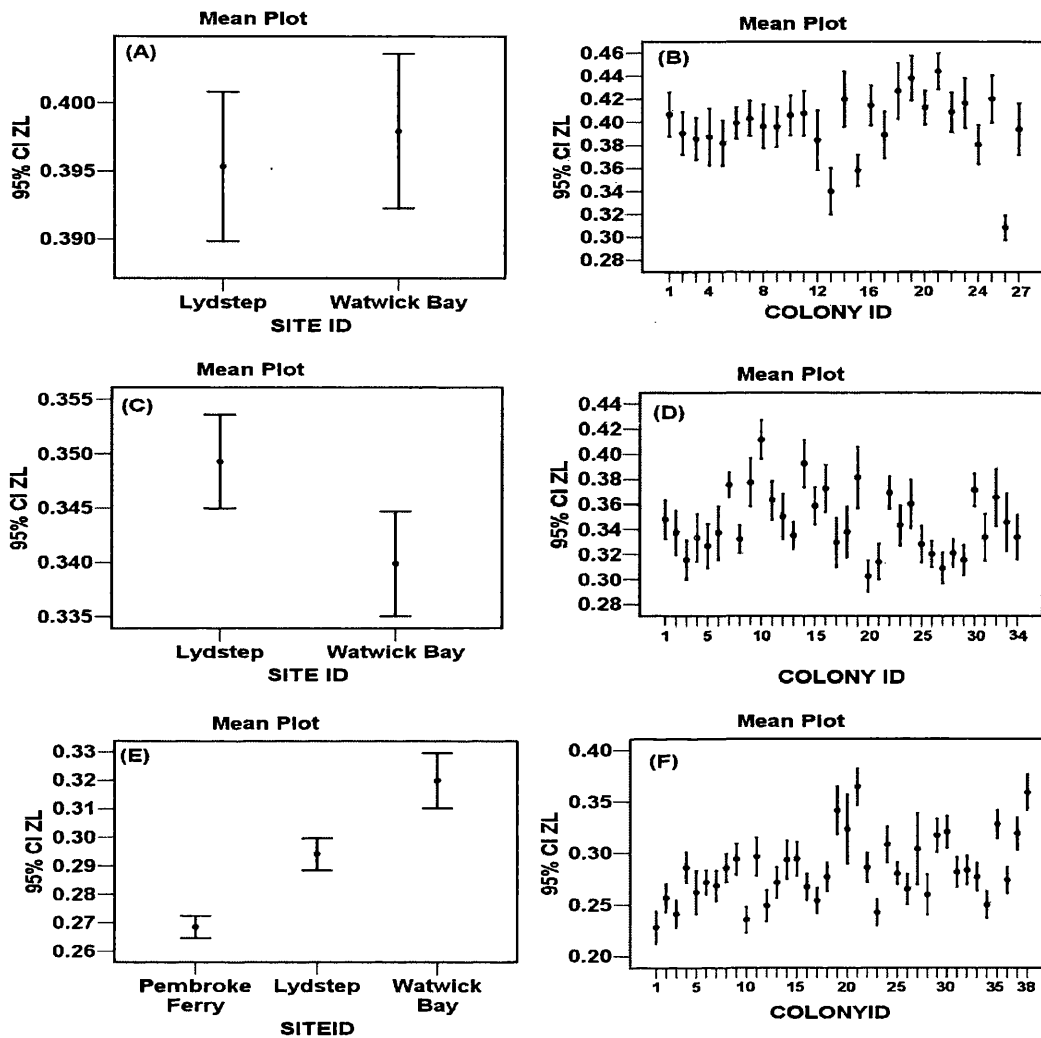 Mean Plot
(A)
95% CI ZL
0.400
0.395
0.390
Lydstep
Watwick Bay
SITE ID
Mean Plot
(B)
95% CI ZL
0.46
0.44
0.42
0.40
0.38
0.36
0.34
0.32
0.30
0.28
1 4 8 12 16 20 24 27
COLONY ID
Mean Plot
(C)
95% CI ZL
0.355
0.350
0.345
0.340
0.335
Lydstep
Watwick Bay
SITE ID
Mean Plot
(D)
95% CI ZL
0.44
0.42
0.40
0.38
0.36
0.34
0.32
0.30
0.28
1 5 10 15 20 25 30 34
COLONY ID
Mean Plot
(E)
95% CI ZL
0.33
0.32
0.31
0.30
0.29
0.28
0.27
0.26
Pembroke
Ferry
Lydstep
Watwick
Bay
SITEID
Mean Plot
(F)
95% CI ZL
0.40
0.35
0.30
0.25
0.20
1 5 10 15 20 25 30 35 38
COLONYID